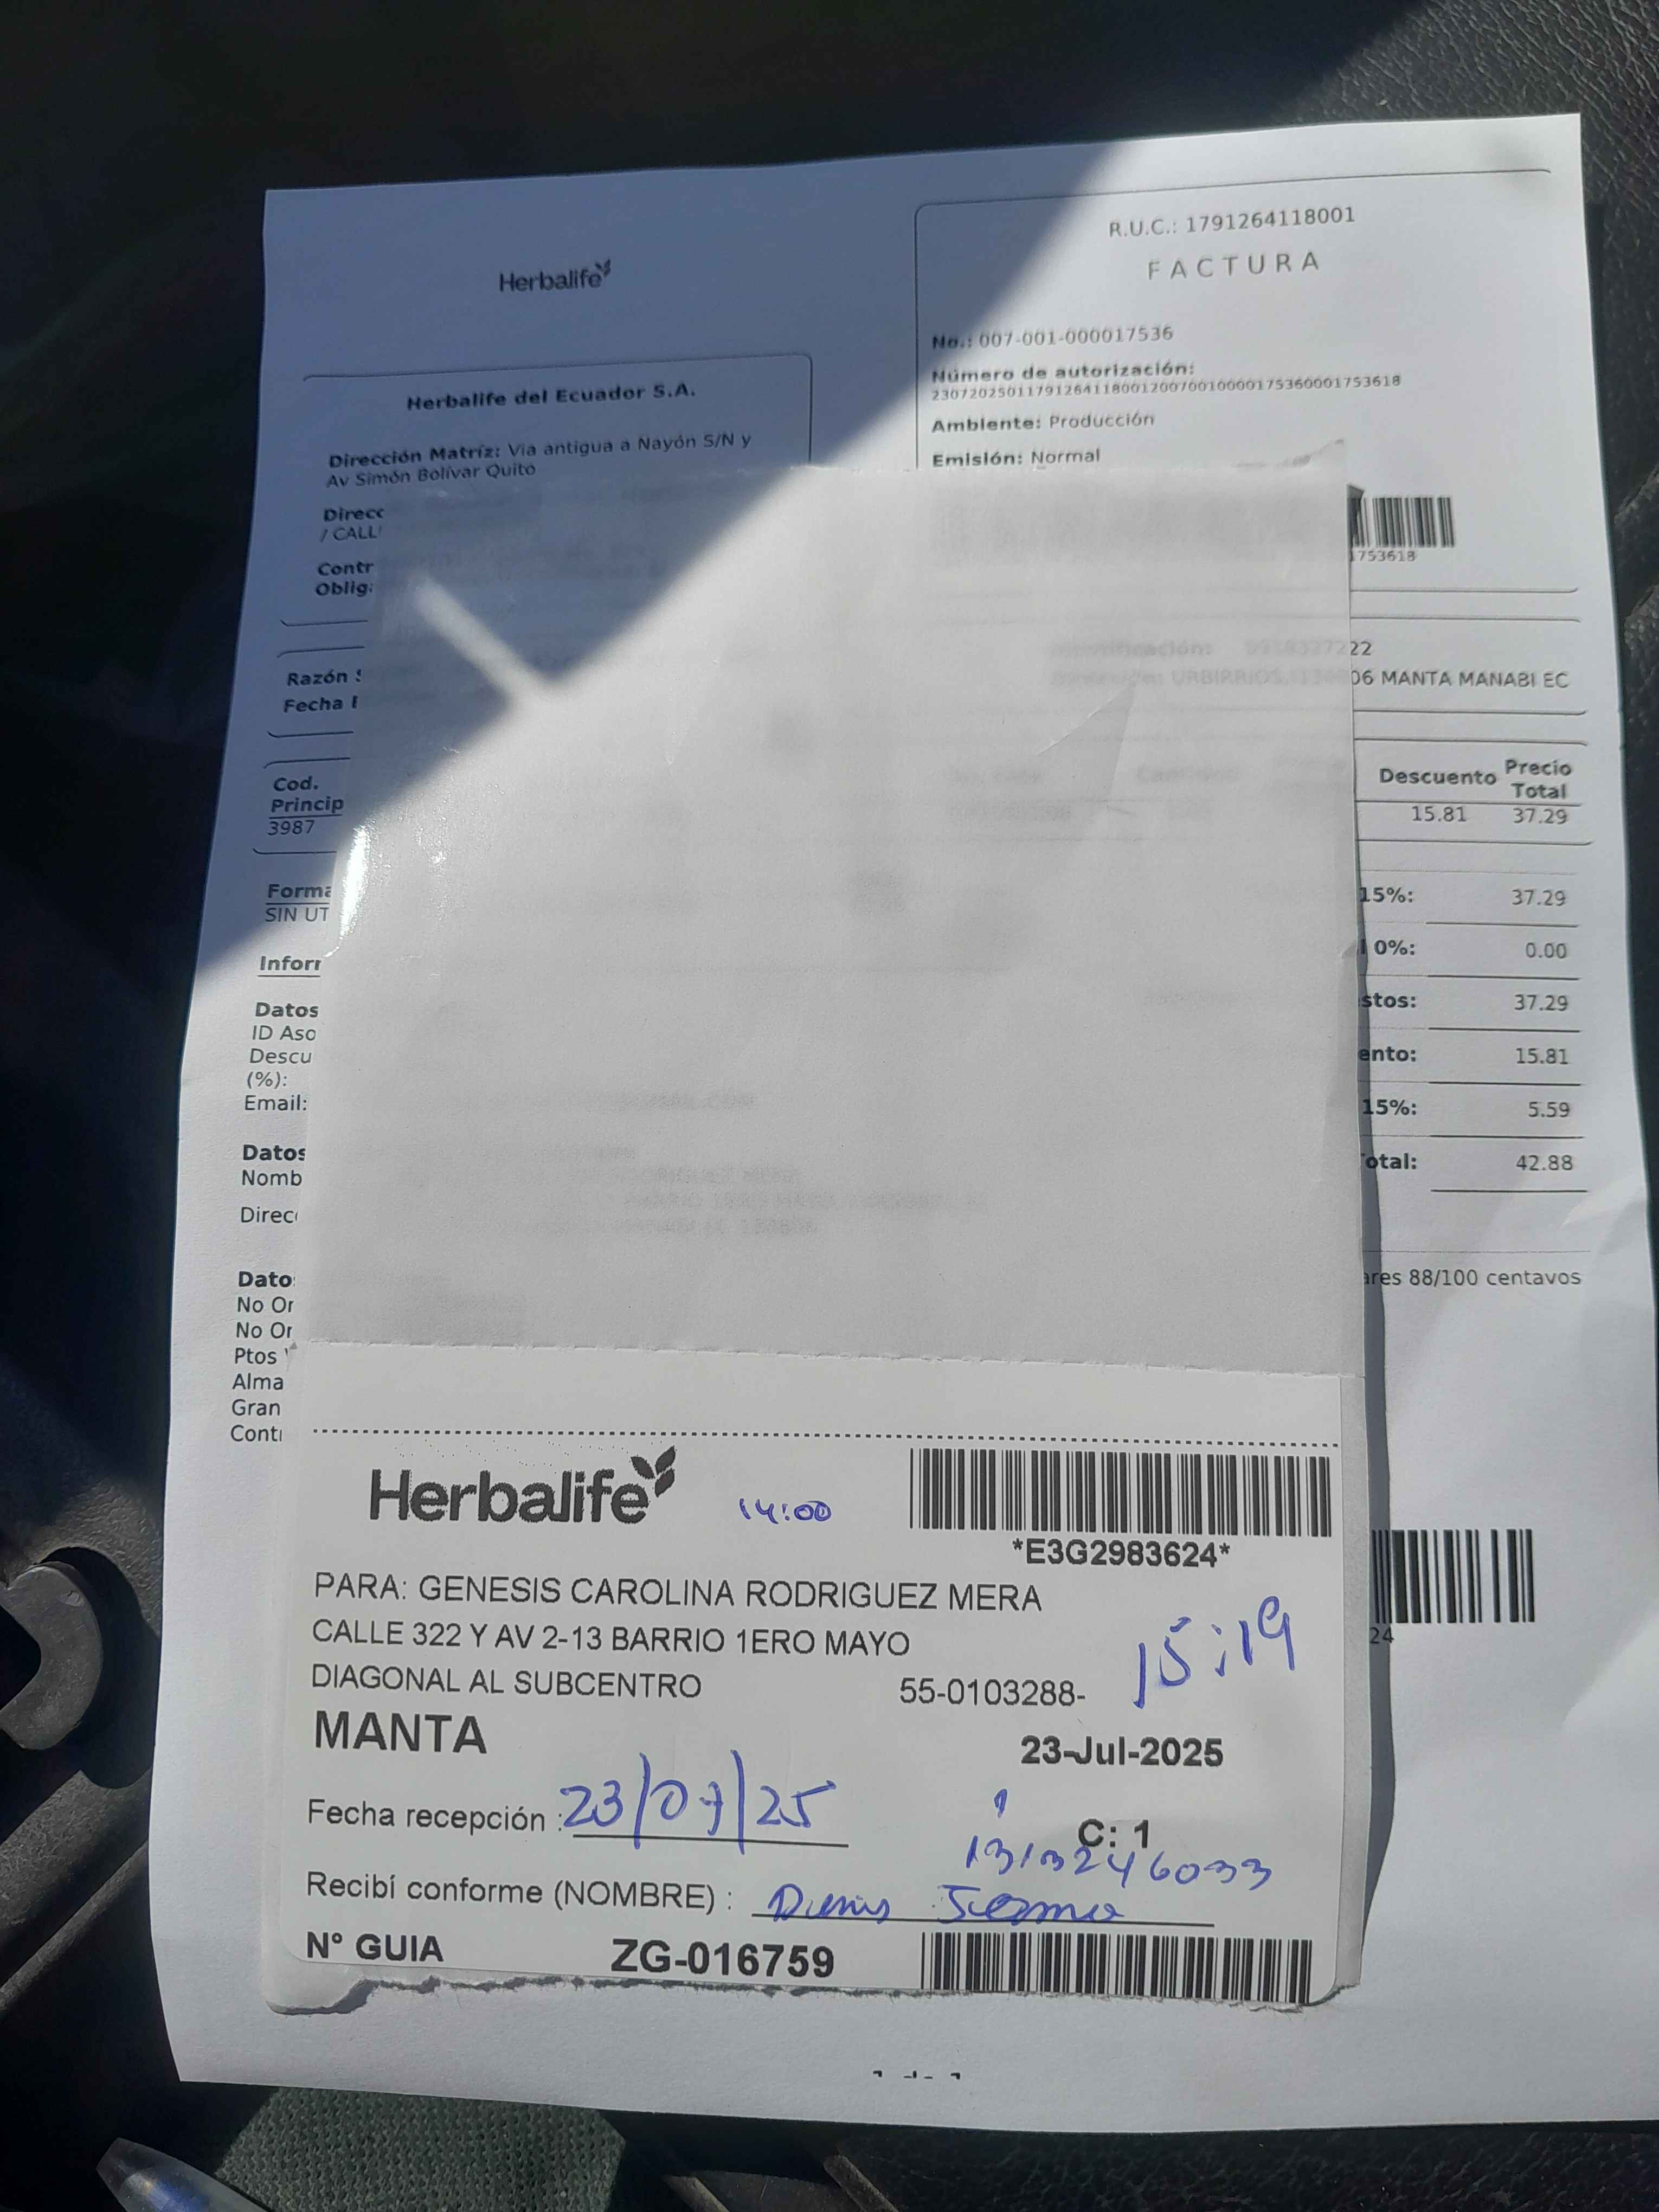 Herbalife
R.U.C.: 1791264118001
FACTURA
No.: 007-001-000017536
Número de autorización:
2307202501179126411800120070010000175360001753618
Ambiente: Producción
Emisión: Normal
Herbalife del Ecuador S.A.
Dirección Matríz: Via antigua a Nayón S/N y
Av Simón Bolívar Quito
Direcc
/ CALL
Contr
Oblig
1753618
22
06 MANTA MANABI EC
Razón S
Fecha
Cod.
Princip
3987
Descuento Precio Total
15.81 37.29
Forma
SIN UT
15%: 37.29
0%: 0.00
stos: 37.29
ento: 15.81
15%: 5.59
otal: 42.88
Infor
Datos
ID Aso
Descu
(%):
Email:
Datos
Nomb
Direc
ares 88/100 centavos
Dato
No Or
No Or
Ptos
Alma
Gran
Cont
Herbalife 14:00
*E3G2983624*
24
PARA: GENESIS CAROLINA RODRIGUEZ MERA
CALLE 322 Y AV 2-13 BARRIO 1ERO MAYO
DIAGONAL AL SUBCENTRO 55-0103288- 15:19
MANTA 23-Jul-2025
Fecha recepción : 23/07/25 C: 1
1313246033
Recibí conforme (NOMBRE) :
N° GUIA ZG-016759